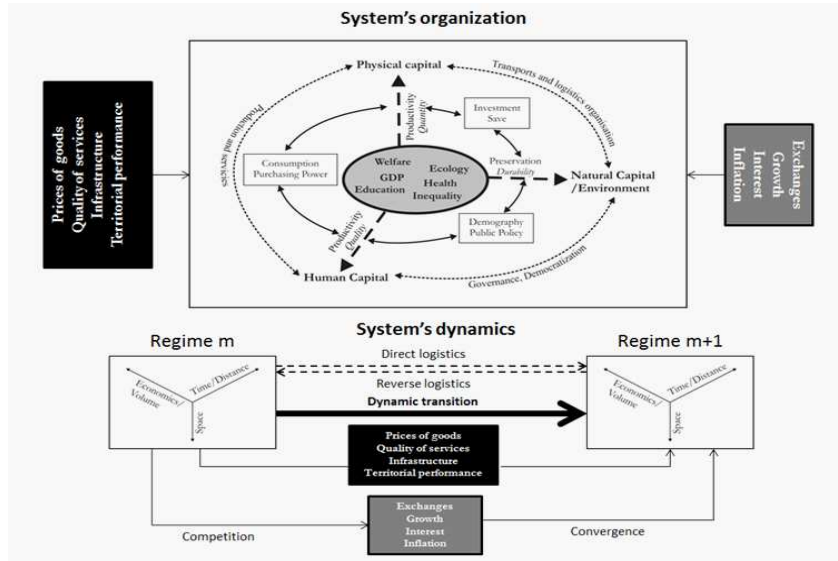 System's organization
Prices of goods
Quality of services
Infrastructure
Territorial performance
Physical capital
Transports and logistics organisation
Production and services
Productivity
Quantity
Investment
Save
Consumption
Purchasing Power
Welfare
GDP
Education
Ecology
Health
Inequality
Preservation
Durability
Natural Capital
/Environment
Productivity
Quality
Demography
Public Policy
Human Capital
Governance, Democratization
Exchanges
Growth
Interest
Inflation
System's dynamics
Regime m
Regime m+1
Economics/
Volume
Time/Distance
Space
Direct logistics
Reverse logistics
Dynamic transition
Economics/
Volume
Time/Distance
Space
Prices of goods
Quality of services
Infrastructure
Territorial performance
Exchanges
Growth
Interest
Inflation
Competition
Convergence